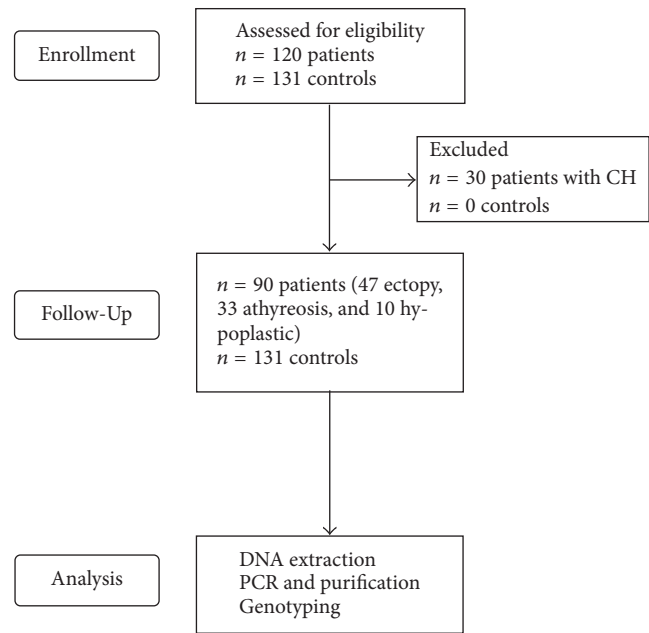 Enrollment
Assessed for eligibility
n = 120 patients
n = 131 controls
Excluded
n = 30 patients with CH
n = 0 controls
Follow-Up
n = 90 patients (47 ectopy,
33 athyreosis, and 10 hy-
poplastic)
n = 131 controls
Analysis
DNA extraction
PCR and purification
Genotyping